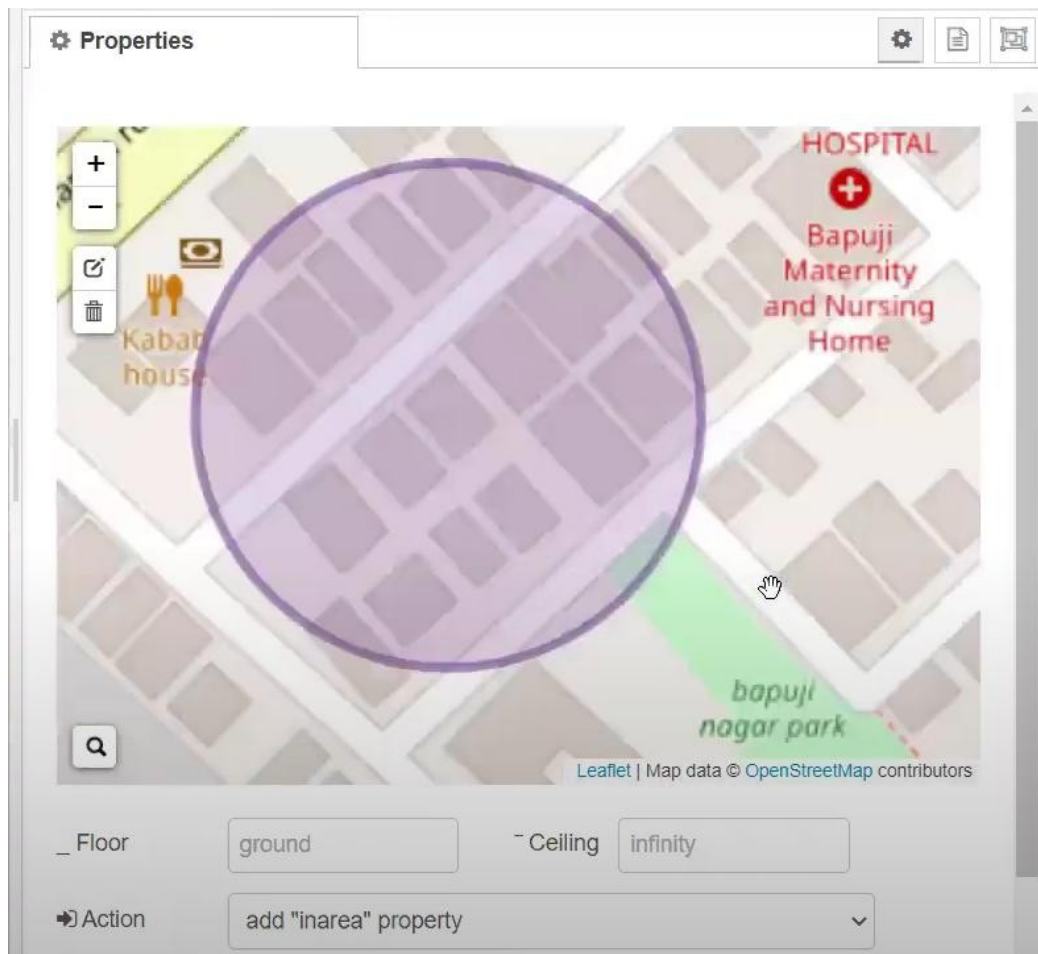 Properties
+
−
HOSPITAL
Bapuji
Maternity
and Nursing
Home
Kabab
house
bapuji
nagar park
Leaflet | Map data © OpenStreetMap contributors
_ Floor
ground
‾ Ceiling
infinity
Action
add "inarea" property